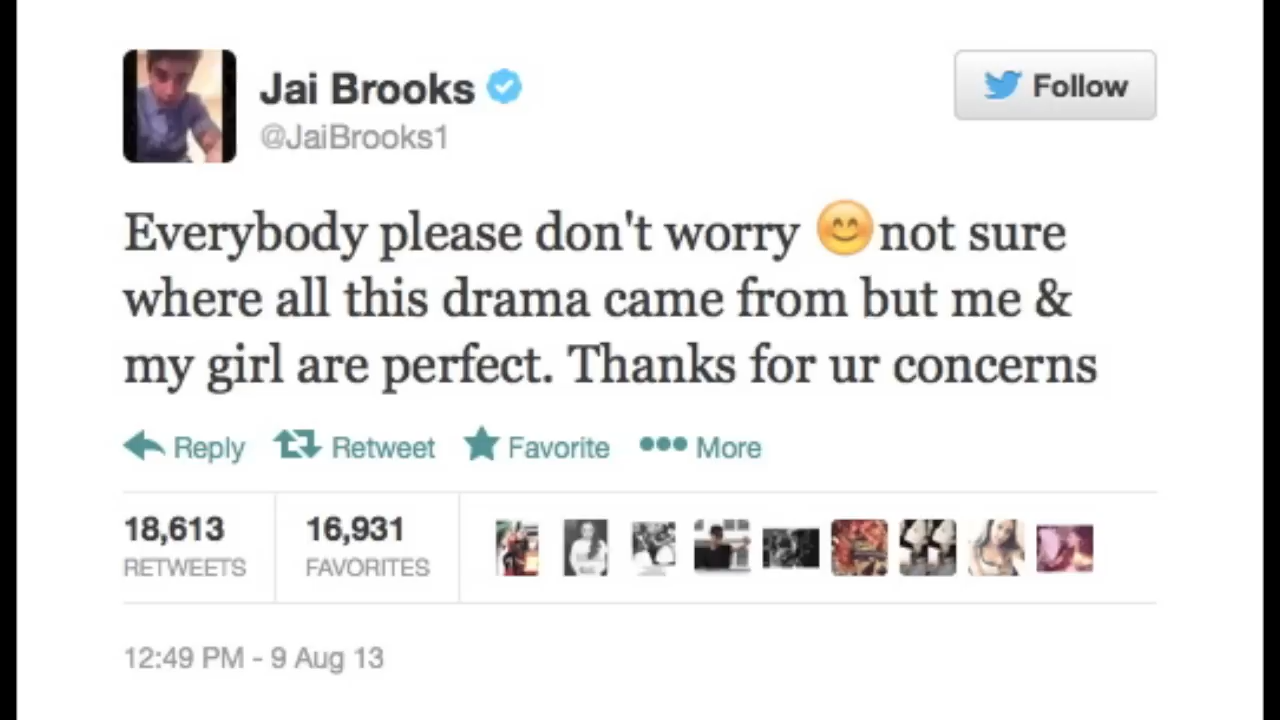 Jai Brooks
@JaiBrooks1
Follow
Everybody please don't worry 😊 not sure
where all this drama came from but me &
my girl are perfect. Thanks for ur concerns
Reply Retweet Favorite More
18,613 16,931
RETWEETS FAVORITES
12:49 PM - 9 Aug 13